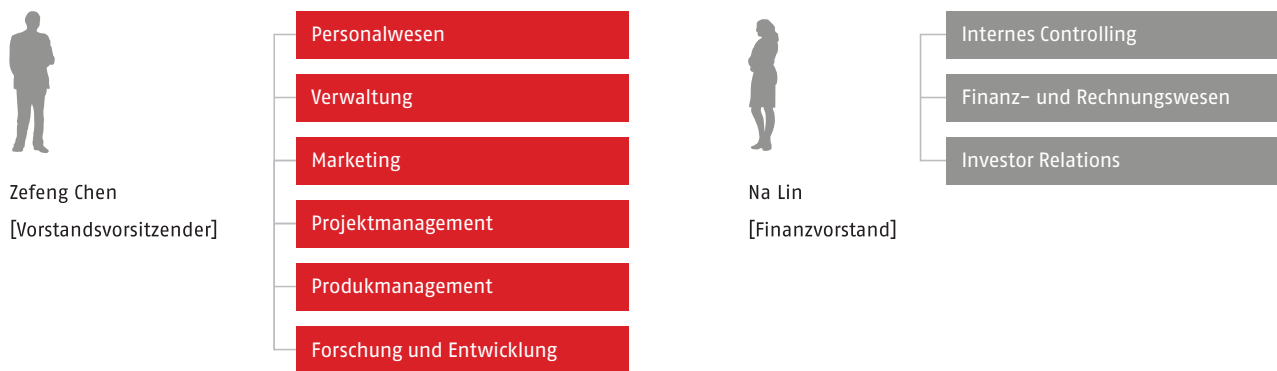 Zefeng Chen
[Vorstandsvorsitzender]
Personalwesen
Verwaltung
Marketing
Projektmanagement
Produkmanagement
Forschung und Entwicklung
Na Lin
[Finanzvorstand]
Internes Controlling
Finanz- und Rechnungswesen
Investor Relations